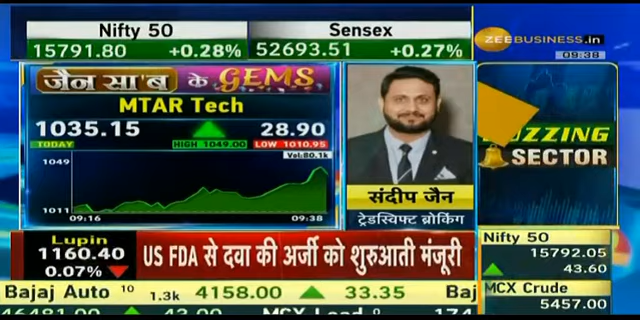 Nifty 50
15791.80 +0.28%
Sensex
52693.51 +0.27%
ZEEBUSINESS.in
09:38
जैन सा'ब के GEMS
MTAR Tech
1035.15 28.90
TODAY HIGH 1049.00 LOW 1010.95
Vol:80.1k
1049
1011
09:16 09:38
संदीप जैन
ट्रेडस्विफ्ट ब्रोकिंग
SECTOR
Lupin
1160.40
0.07%
US FDA से दवा की अर्जी को शुरुआती मंजूरी
Nifty 50
15792.05
43.60
MCX Crude
5457.00
Bajaj Auto 10 1.3k 4158.00 33.35 Baj